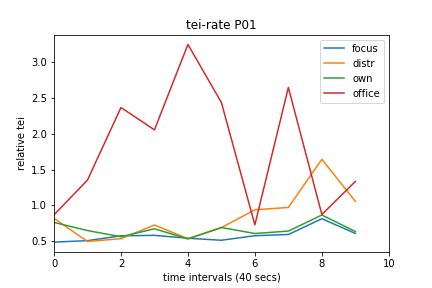 tei-rate P01
focus
distr
own
office
relative tei
3.0
2.5
2.0
1.5
1.0
0.5
0 2 4 6 8 10
time intervals (40 secs)